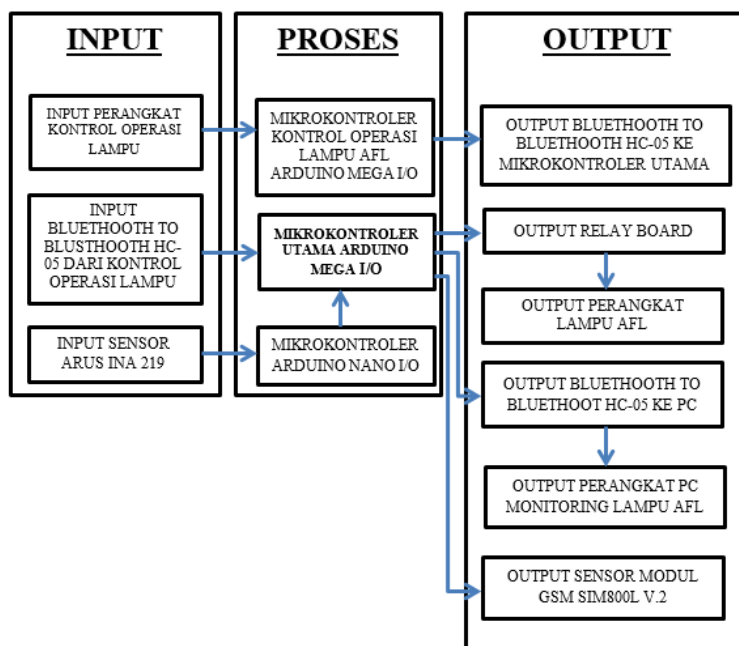 INPUT
INPUT PERANGKAT
KONTROL OPERASI
LAMPU
INPUT
BLUETHOOTH TO
BLUSTHOOTH HC-
05 DARI KONTROL
OPERASI LAMPU
INPUT SENSOR
ARUS INA 219
PROSES
MIKROKONTROLER
KONTROL OPERASI
LAMPU AFL
ARDUINO MEGA I/O
MIKROKONTROLER
UTAMA ARDUINO
MEGA I/O
MIKROKONTROLER
ARDUINO NANO I/O
OUTPUT
OUTPUT BLUETHOOTH TO
BLUETHOOTH HC-05 KE
MIKROKONTROLER UTAMA
OUTPUT RELAY BOARD
OUTPUT PERANGKAT
LAMPU AFL
OUTPUT BLUETHOOTH TO
BLUETHOOT HC-05 KE PC
OUTPUT PERANGKAT PC
MONITORING LAMPU AFL
OUTPUT SENSOR MODUL
GSM SIM800L V.2